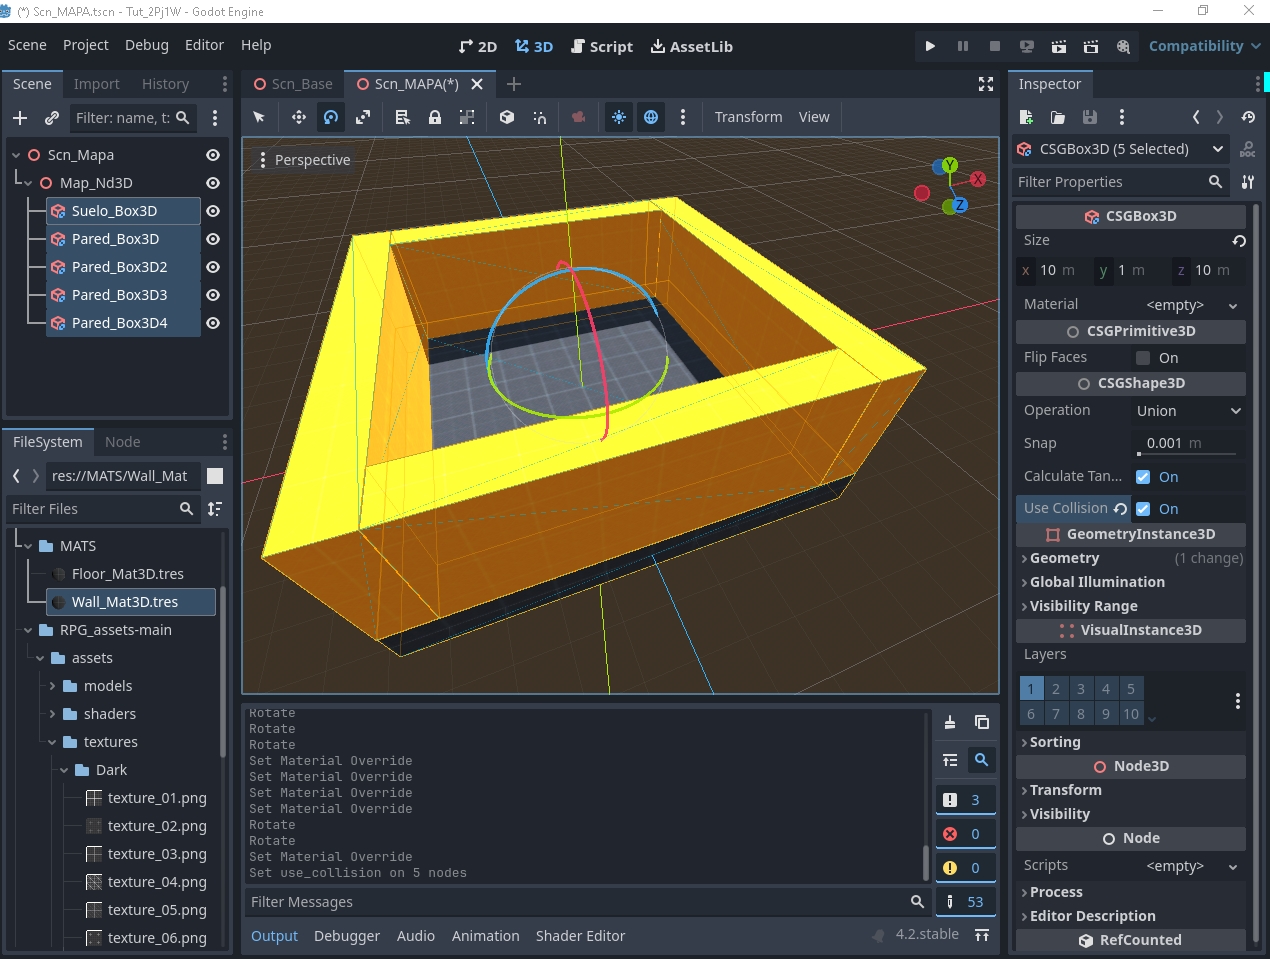 (*) Scn_MAPA.tscn - Tut_2Pj1W - Godot Engine
Scene Project Debug Editor Help
2D 3D Script AssetLib
Compatibility
Scene Import History
Filter: name, t:
Scn_Mapa
Map_Nd3D
Suelo_Box3D
Pared_Box3D
Pared_Box3D2
Pared_Box3D3
Pared_Box3D4
FileSystem Node
res://MATS/Wall_Mat
Filter Files
MATS
Floor_Mat3D.tres
Wall_Mat3D.tres
RPG_assets-main
assets
models
shaders
textures
Dark
texture_01.png
texture_02.png
texture_03.png
texture_04.png
texture_05.png
texture_06.png
Scn_Base Scn_MAPA(*)
Transform View
Perspective
Y
X
Z
Rotate
Rotate
Rotate
Set Material Override
Set Material Override
Set Material Override
Set Material Override
Rotate
Rotate
Set Material Override
Set use_collision on 5 nodes
Filter Messages
3
0
0
53
Output Debugger Audio Animation Shader Editor
4.2.stable
Inspector
CSGBox3D (5 Selected)
DOC
Filter Properties
CSGBox3D
Size
x 10 m y 1 m z 10 m
Material <empty>
CSGPrimitive3D
Flip Faces On
CSGShape3D
Operation Union
Snap 0.001 m
Calculate Tan... On
Use Collision On
GeometryInstance3D
Geometry (1 change)
Global Illumination
Visibility Range
VisualInstance3D
Layers
1 2 3 4 5
6 7 8 9 10
Sorting
Node3D
Transform
Visibility
Node
Scripts <empty>
Process
Editor Description
RefCounted